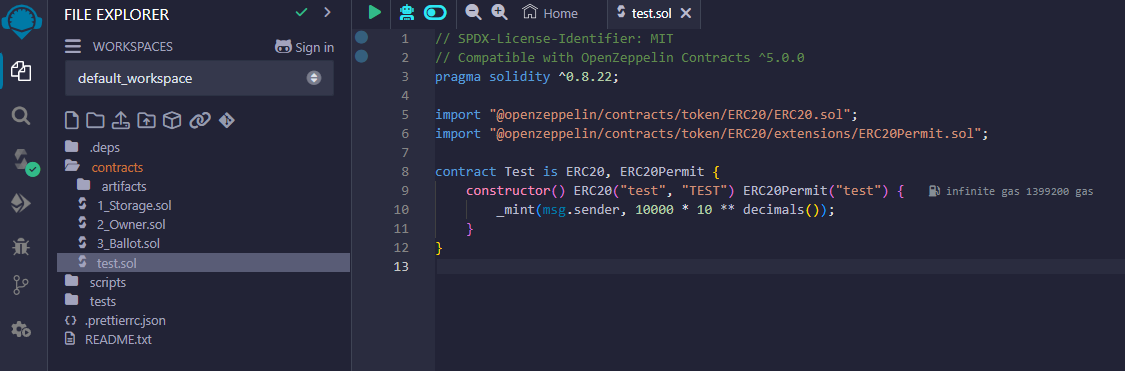 FILE EXPLORER
WORKSPACES
Sign in
default_workspace
.deps
contracts
artifacts
1_Storage.sol
2_Owner.sol
3_Ballot.sol
test.sol
scripts
tests
.prettierrc.json
README.txt
Home
test.sol
1 // SPDX-License-Identifier: MIT
2 // Compatible with OpenZeppelin Contracts ^5.0.0
3 pragma solidity ^0.8.22;
4
5 import "@openzeppelin/contracts/token/ERC20/ERC20.sol";
6 import "@openzeppelin/contracts/token/ERC20/extensions/ERC20Permit.sol";
7
8 contract Test is ERC20, ERC20Permit {
9     constructor() ERC20("test", "TEST") ERC20Permit("test") { infinite gas 1399200 gas
10         _mint(msg.sender, 10000 * 10 ** decimals());
11     }
12 }
13